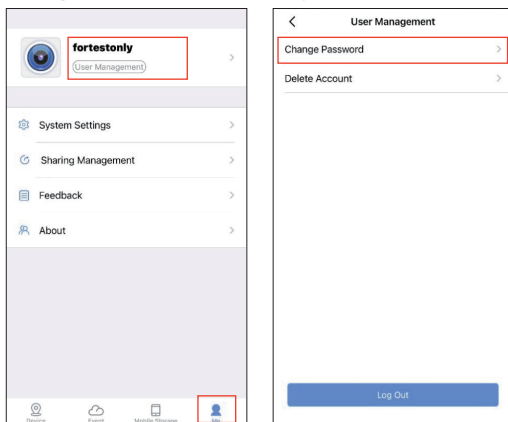 fortestonly
User Management
System Settings
Sharing Management
Feedback
About
Device
Event
Mobile Storage
Me
User Management
Change Password
Delete Account
Log Out